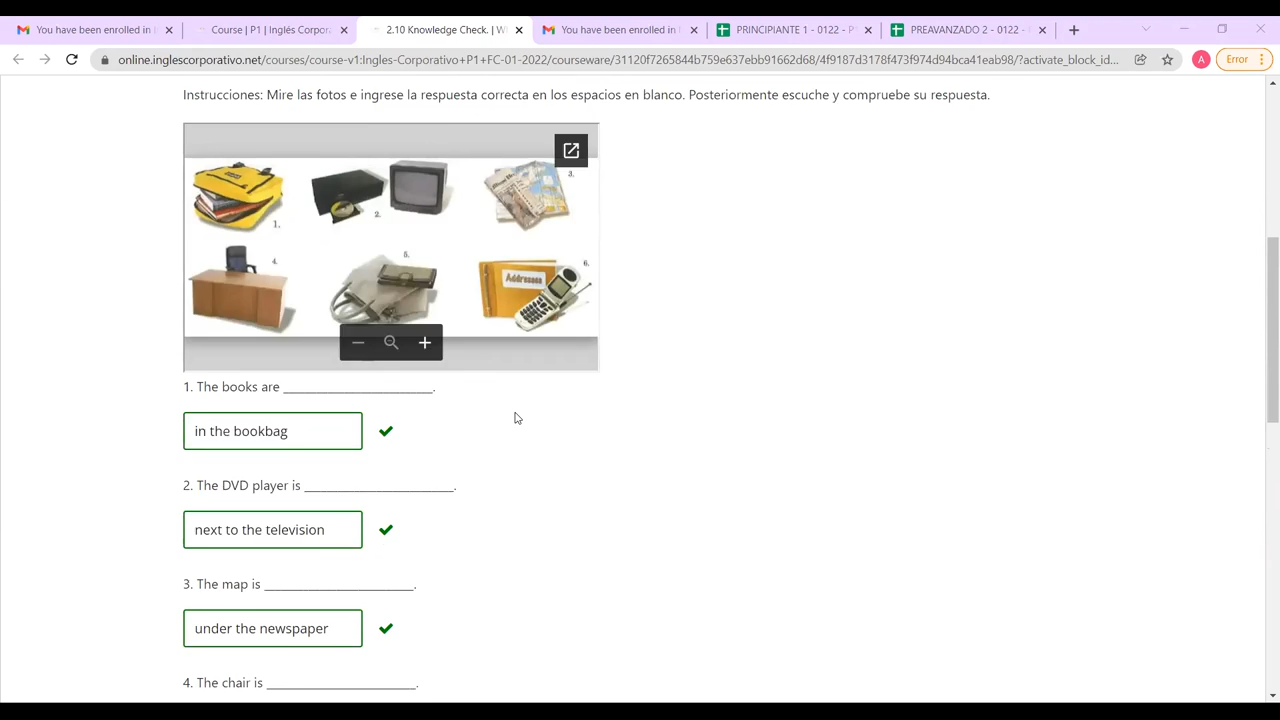 You have been enrolled in
Course | P1 | Inglés Corpora
2.10 Knowledge Check. |
You have been enrolled in
PRINCIPIANTE 1 - 0122 - P
PREAVANZADO 2 - 0122 -
online.inglescorporativo.net/courses/course-v1:Ingles-Corporativo+P1+FC-01-2022/courseware/31120f7265844b759e637ebb91662d68/4f9187d3178f473f974d94bca41eab98/?activate_block_id...
A
Error
Instrucciones: Mire las fotos e ingrese la respuesta correcta en los espacios en blanco. Posteriormente escuche y compruebe su respuesta.
1.
2.
3.
4.
5.
6.
Addresses
1. The books are _________________________.
in the bookbag
2. The DVD player is _________________________.
next to the television
3. The map is _________________________.
under the newspaper
4. The chair is _________________________.